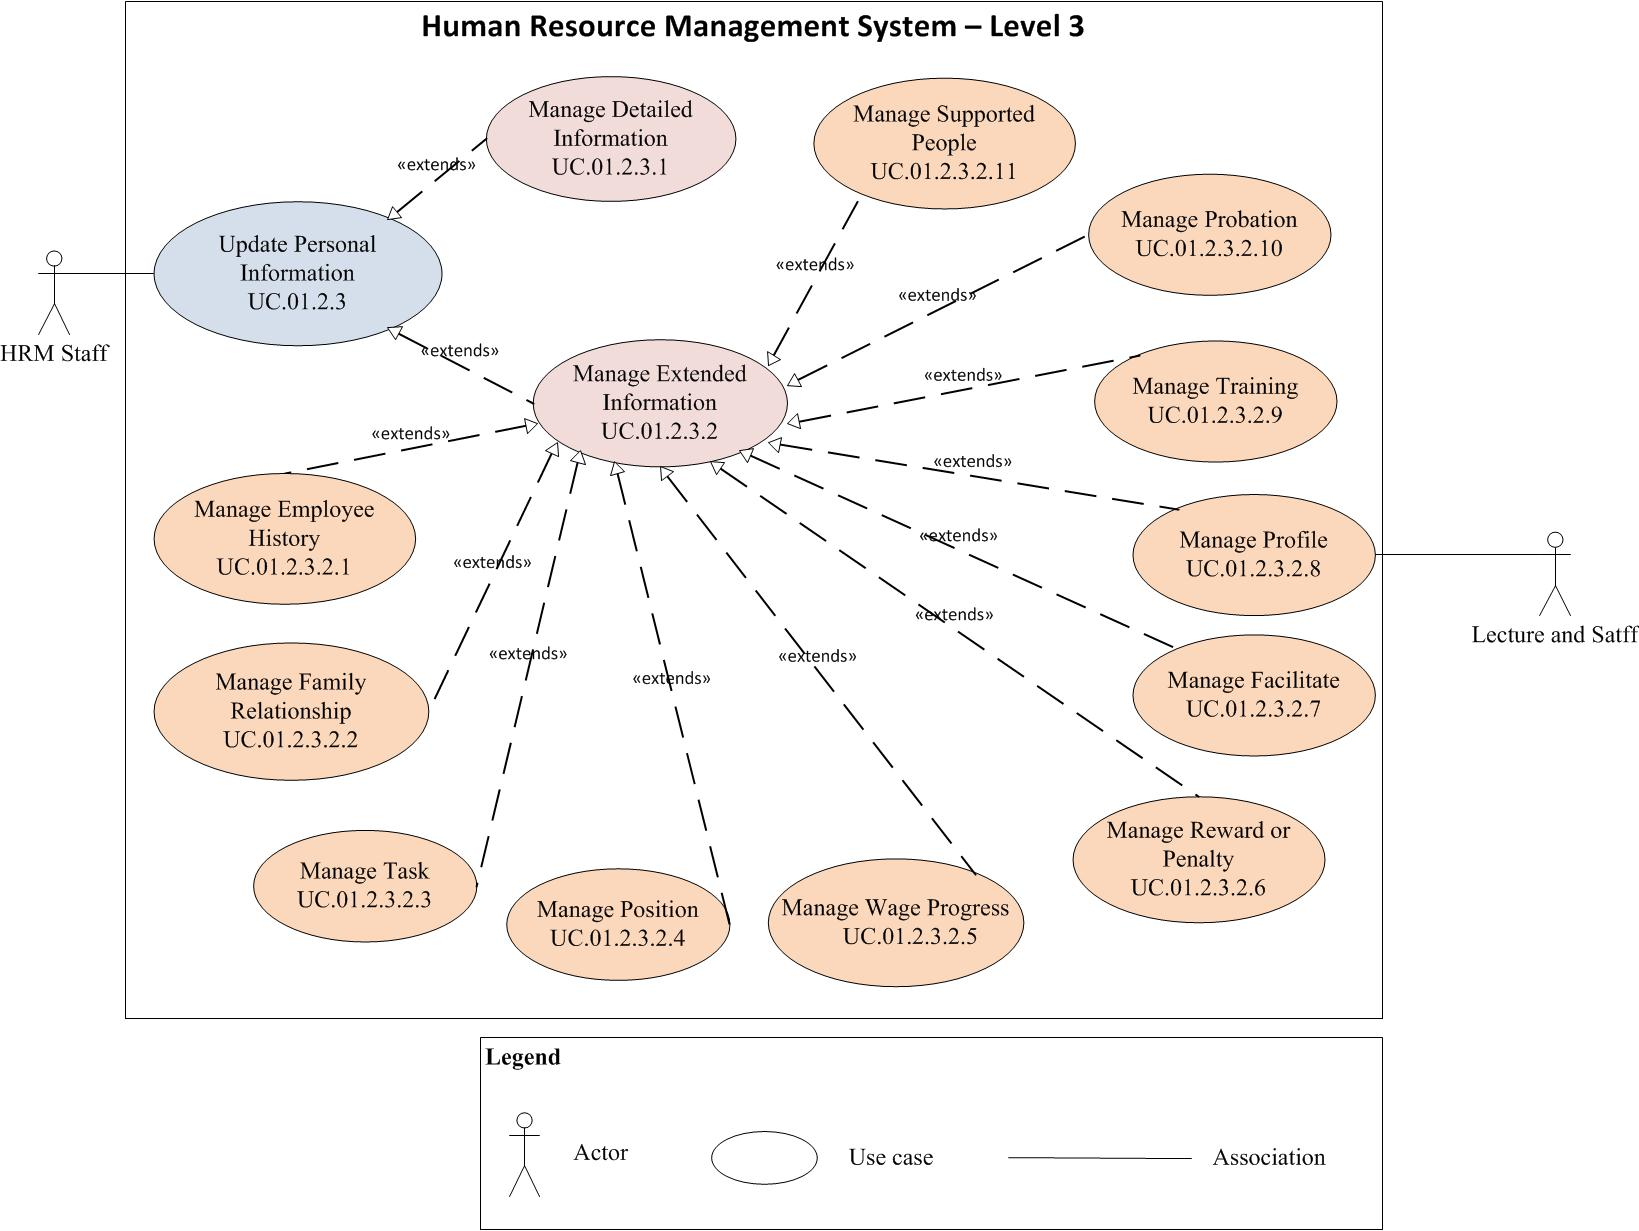 Human Resource Management System – Level 3
Manage Detailed
Information
UC.01.2.3.1
Manage Supported
People
UC.01.2.3.2.11
«extends»
Manage Probation
UC.01.2.3.2.10
Update Personal
Information
UC.01.2.3
HRM Staff
«extends»
«extends»
«extends»
Manage Extended
Information
UC.01.2.3.2
«extends»
Manage Training
UC.01.2.3.2.9
«extends»
«extends»
Manage Employee
History
UC.01.2.3.2.1
«extends»
Manage Profile
UC.01.2.3.2.8
Lecture and Satff
«extends»
«extends»
Manage Family
Relationship
UC.01.2.3.2.2
«extends»
«extends»
«extends»
Manage Facilitate
UC.01.2.3.2.7
Manage Task
UC.01.2.3.2.3
Manage Position
UC.01.2.3.2.4
Manage Wage Progress
UC.01.2.3.2.5
Manage Reward or
Penalty
UC.01.2.3.2.6
Legend
Actor
Use case
Association